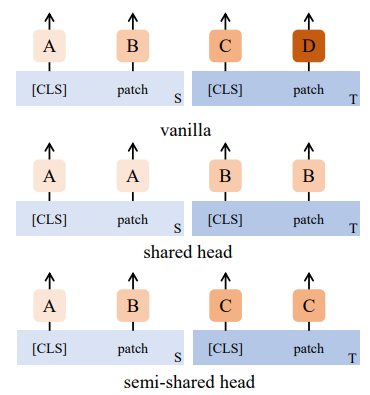 A B C D
[CLS] patch S [CLS] patch T
vanilla
A A B B
[CLS] patch S [CLS] patch T
shared head
A B C C
[CLS] patch S [CLS] patch T
semi-shared head